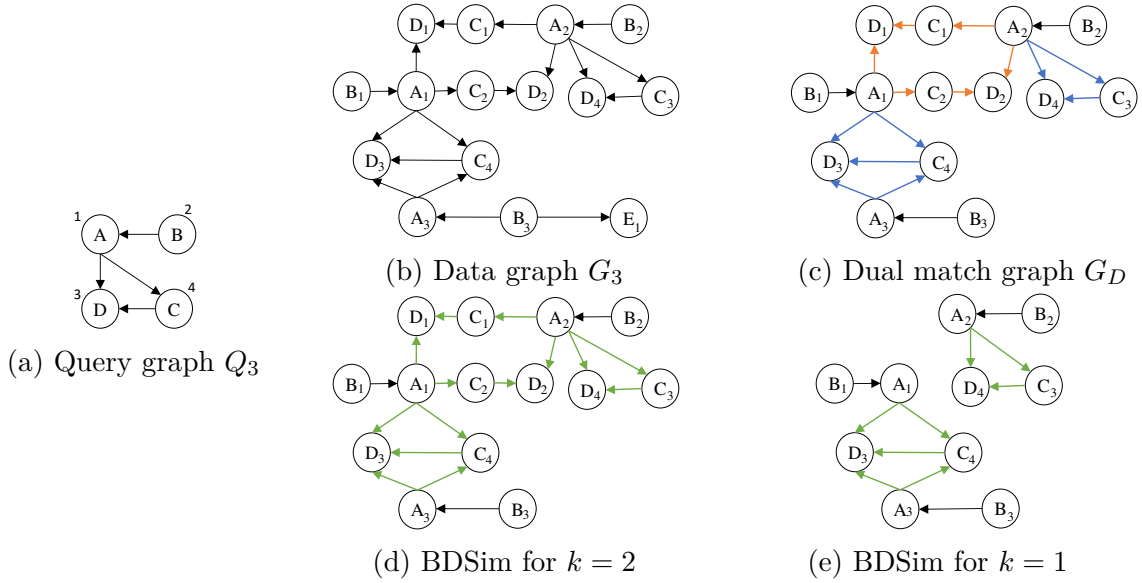 D1 C1 A2 B2
B1 A1 C2 D2 D4 C3
D3 C4
A3 B3 E1
(b) Data graph G3
D1 C1 A2 B2
B1 A1 C2 D2 D4 C3
D3 C4
A3 B3
(c) Dual match graph GD
1 2
A B
3 4
D C
(a) Query graph Q3
D1 C1 A2 B2
B1 A1 C2 D2 D4 C3
D3 C4
A3 B3
(d) BDSim for k = 2
A2 B2
B1 A1 D4 C3
D3 C4
A3 B3
(e) BDSim for k = 1